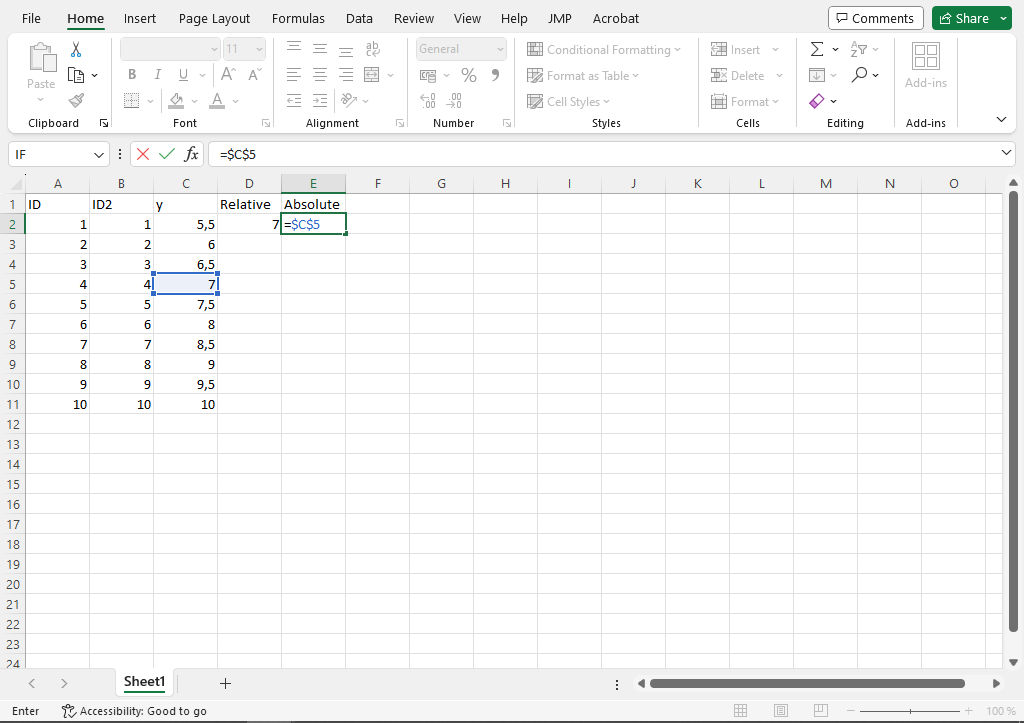 File Home Insert Page Layout Formulas Data Review View Help JMP Acrobat Comments Share
Paste
Clipboard
11
B I U A A
A
Font
ab
Alignment
General
% 9
Number
Conditional Formatting
Format as Table
Cell Styles
Styles
Insert
Delete
Format
Cells
Editing
Add-ins
Add-ins
IF fx =$C$5
A B C D E F G H I J K L M N O
1 ID ID2 y Relative Absolute
2 1 1 5,5 7 =$C$5
3 2 2 6
4 3 3 6,5
5 4 4 7
6 5 5 7,5
7 6 6 8
8 7 7 8,5
9 8 8 9
10 9 9 9,5
11 10 10 10
12
13
14
15
16
17
18
19
20
21
22
23
24
Sheet1
Enter Accessibility: Good to go 100 %